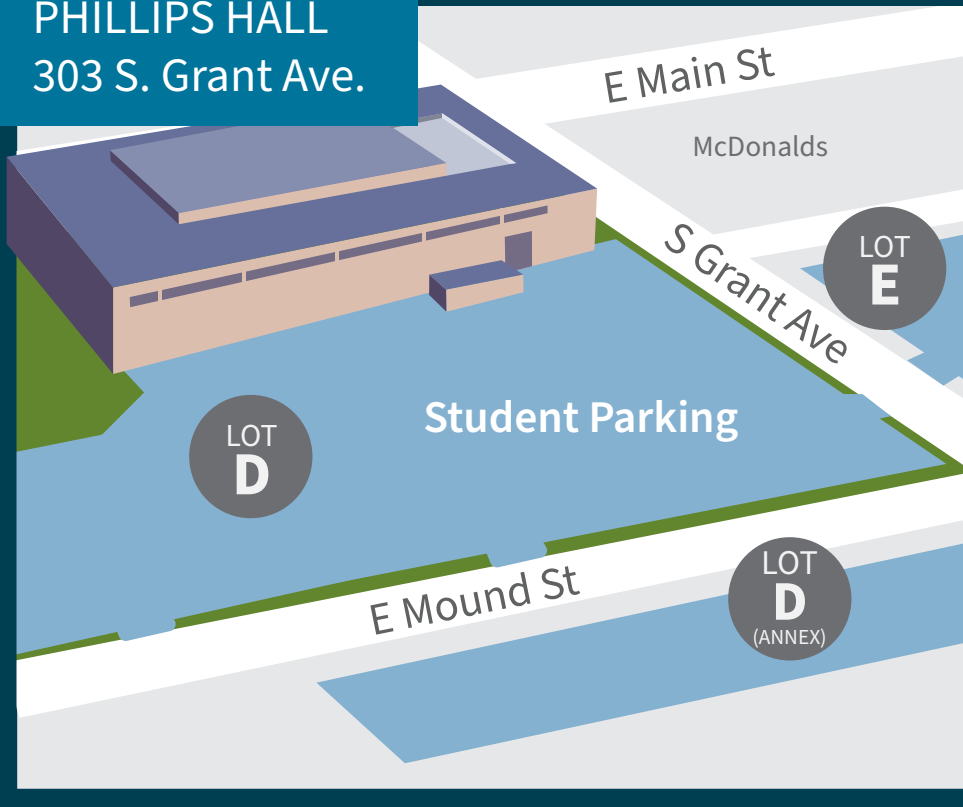 PHILLIPS HALL
303 S. Grant Ave.
E Main St
McDonalds
S Grant Ave
LOT
E
Student Parking
LOT
D
E Mound St
LOT
D
(ANNEX)